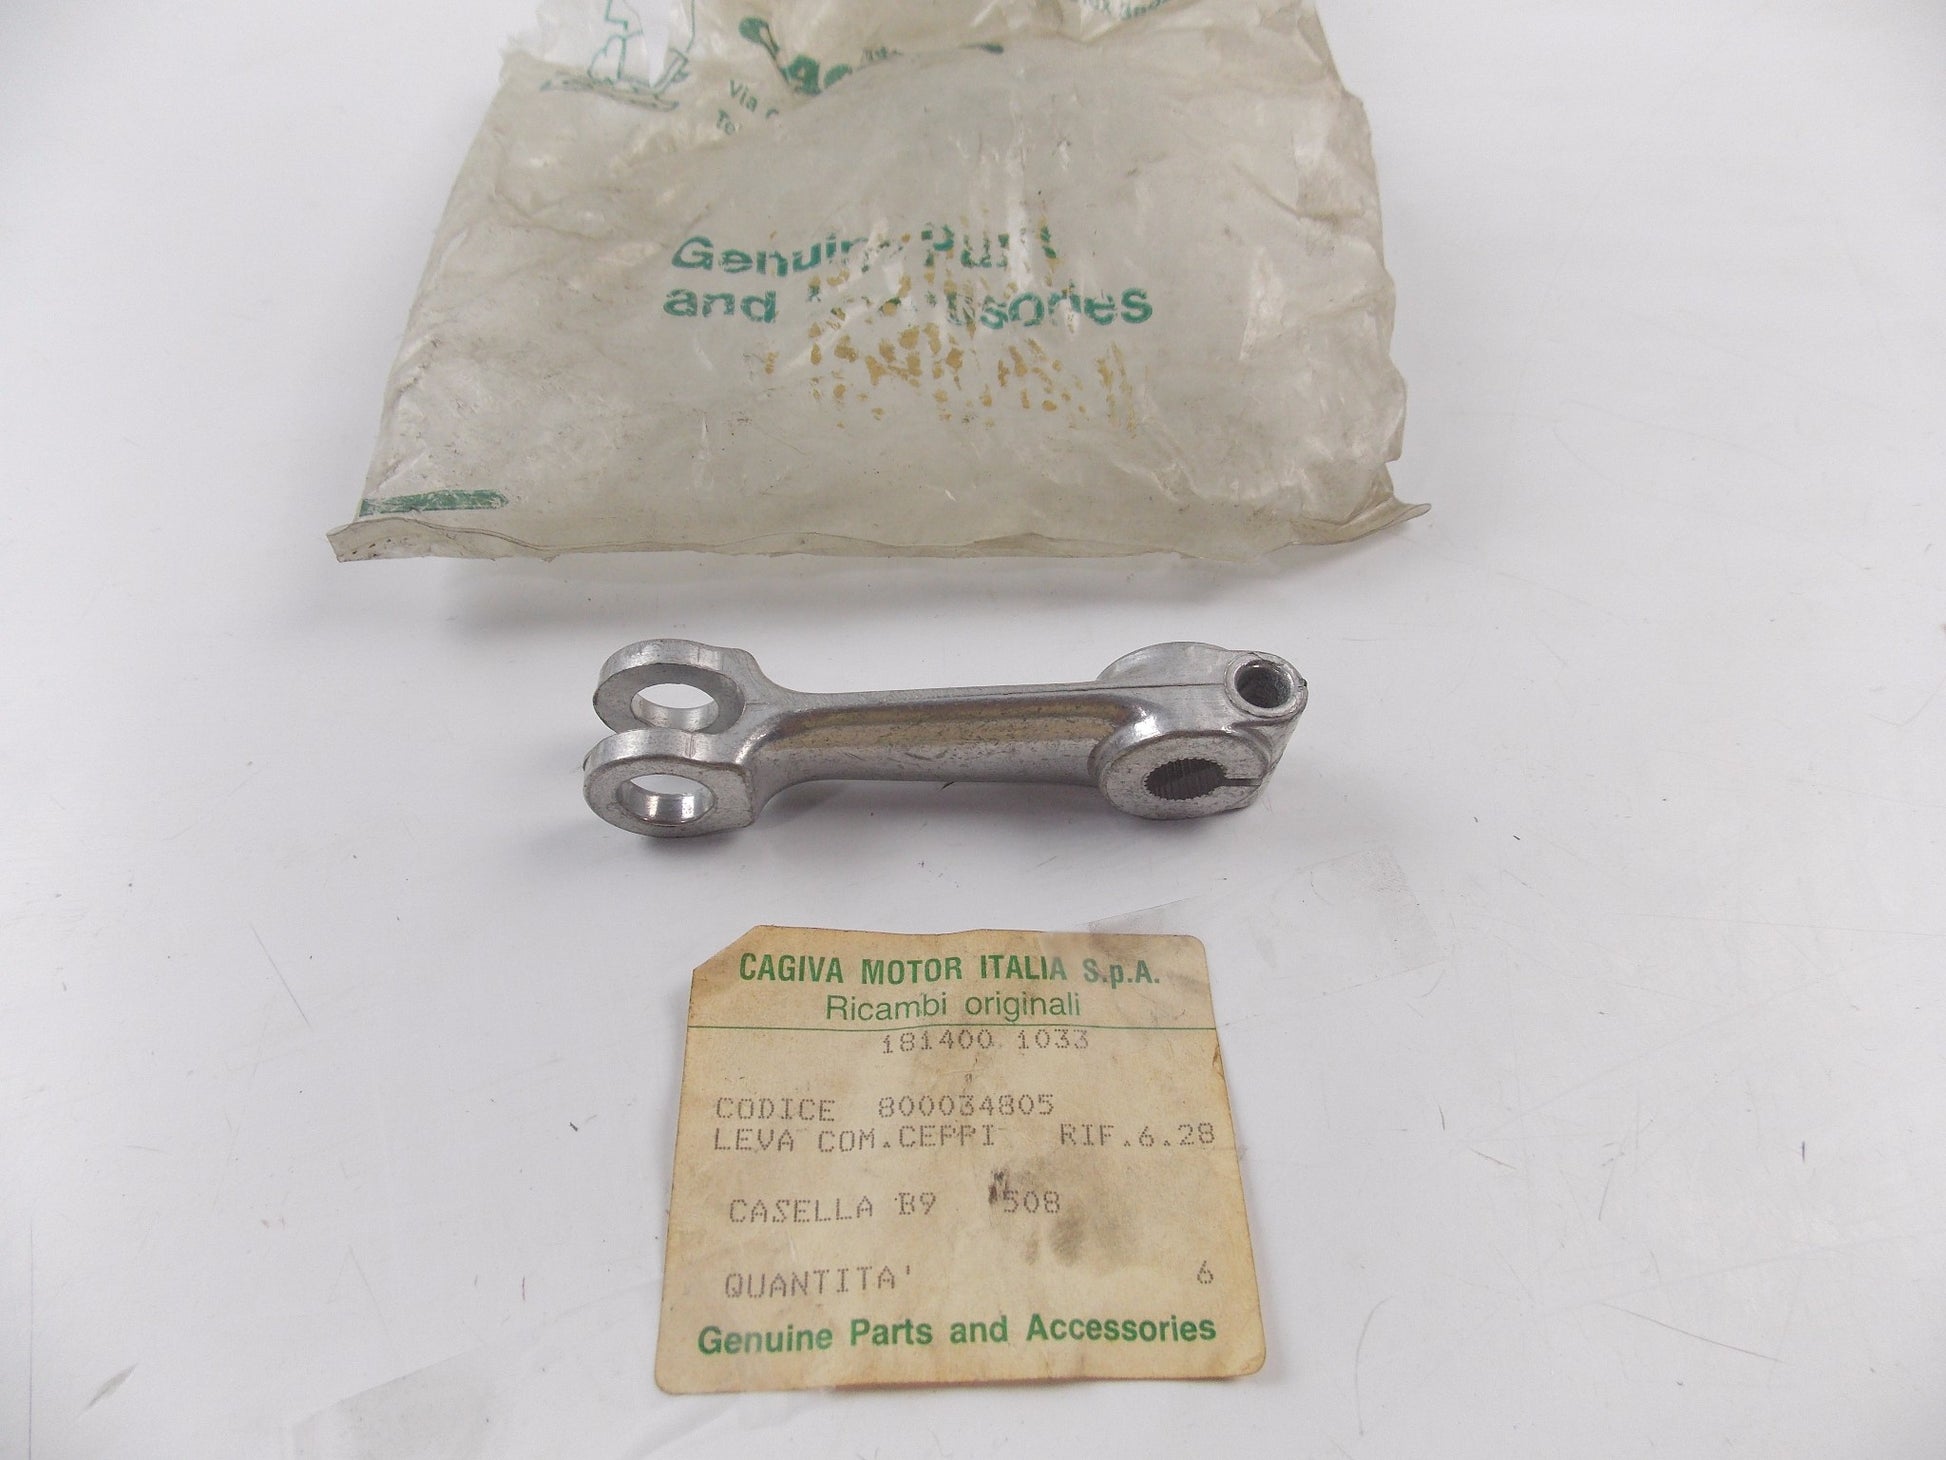 Via
Genuine Part
and Accessories
CAGIVA MOTOR ITALIA S.p.A.
Ricambi originali
181400 1033
CODICE 800034805
LEVA COM.CEPPI RIF.6.28
CASELLA B9 508
QUANTITA' 6
Genuine Parts and Accessories